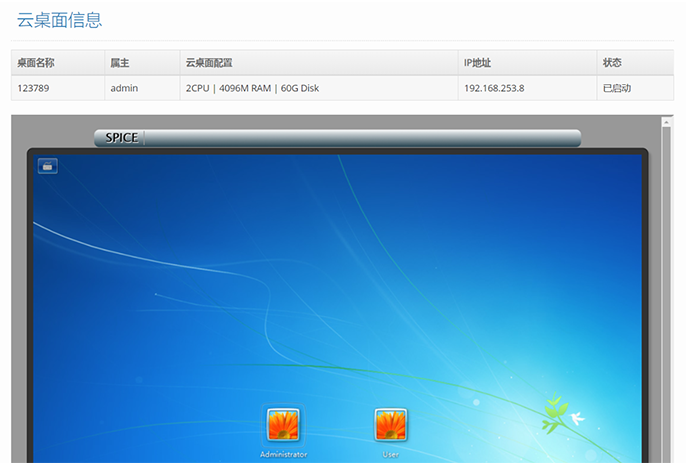 云桌面信息
桌面名称 属主 云桌面配置 IP地址 状态
123789 admin 2CPU | 4096M RAM | 60G Disk 192.168.253.8 已启动
SPICE
Administrator User